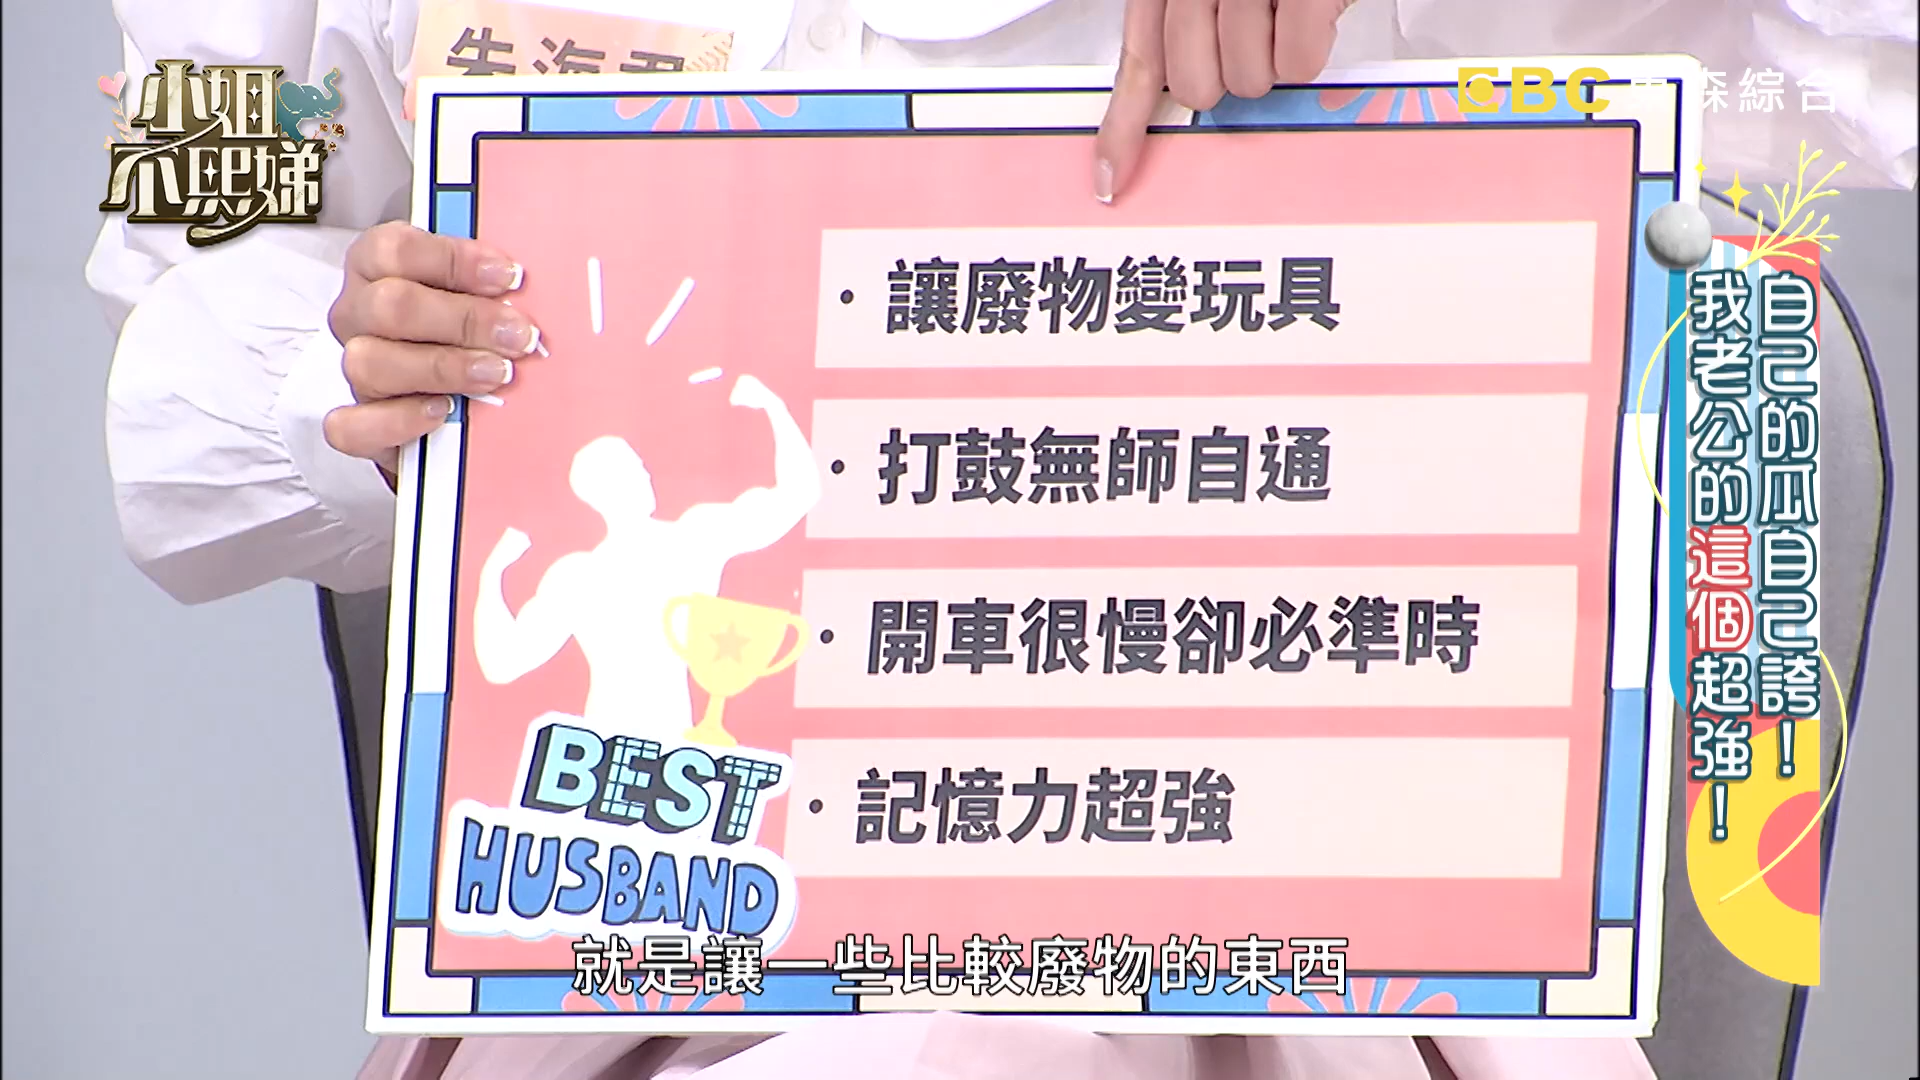 小姐
不熙娣
EBC 東森綜合
讓廢物變玩具
打鼓無師自通
開車很慢卻必準時
記憶力超強
BEST
HUSBAND
自己的瓜自己誇！
我老公的這個超強！
就是讓一些比較廢物的東西